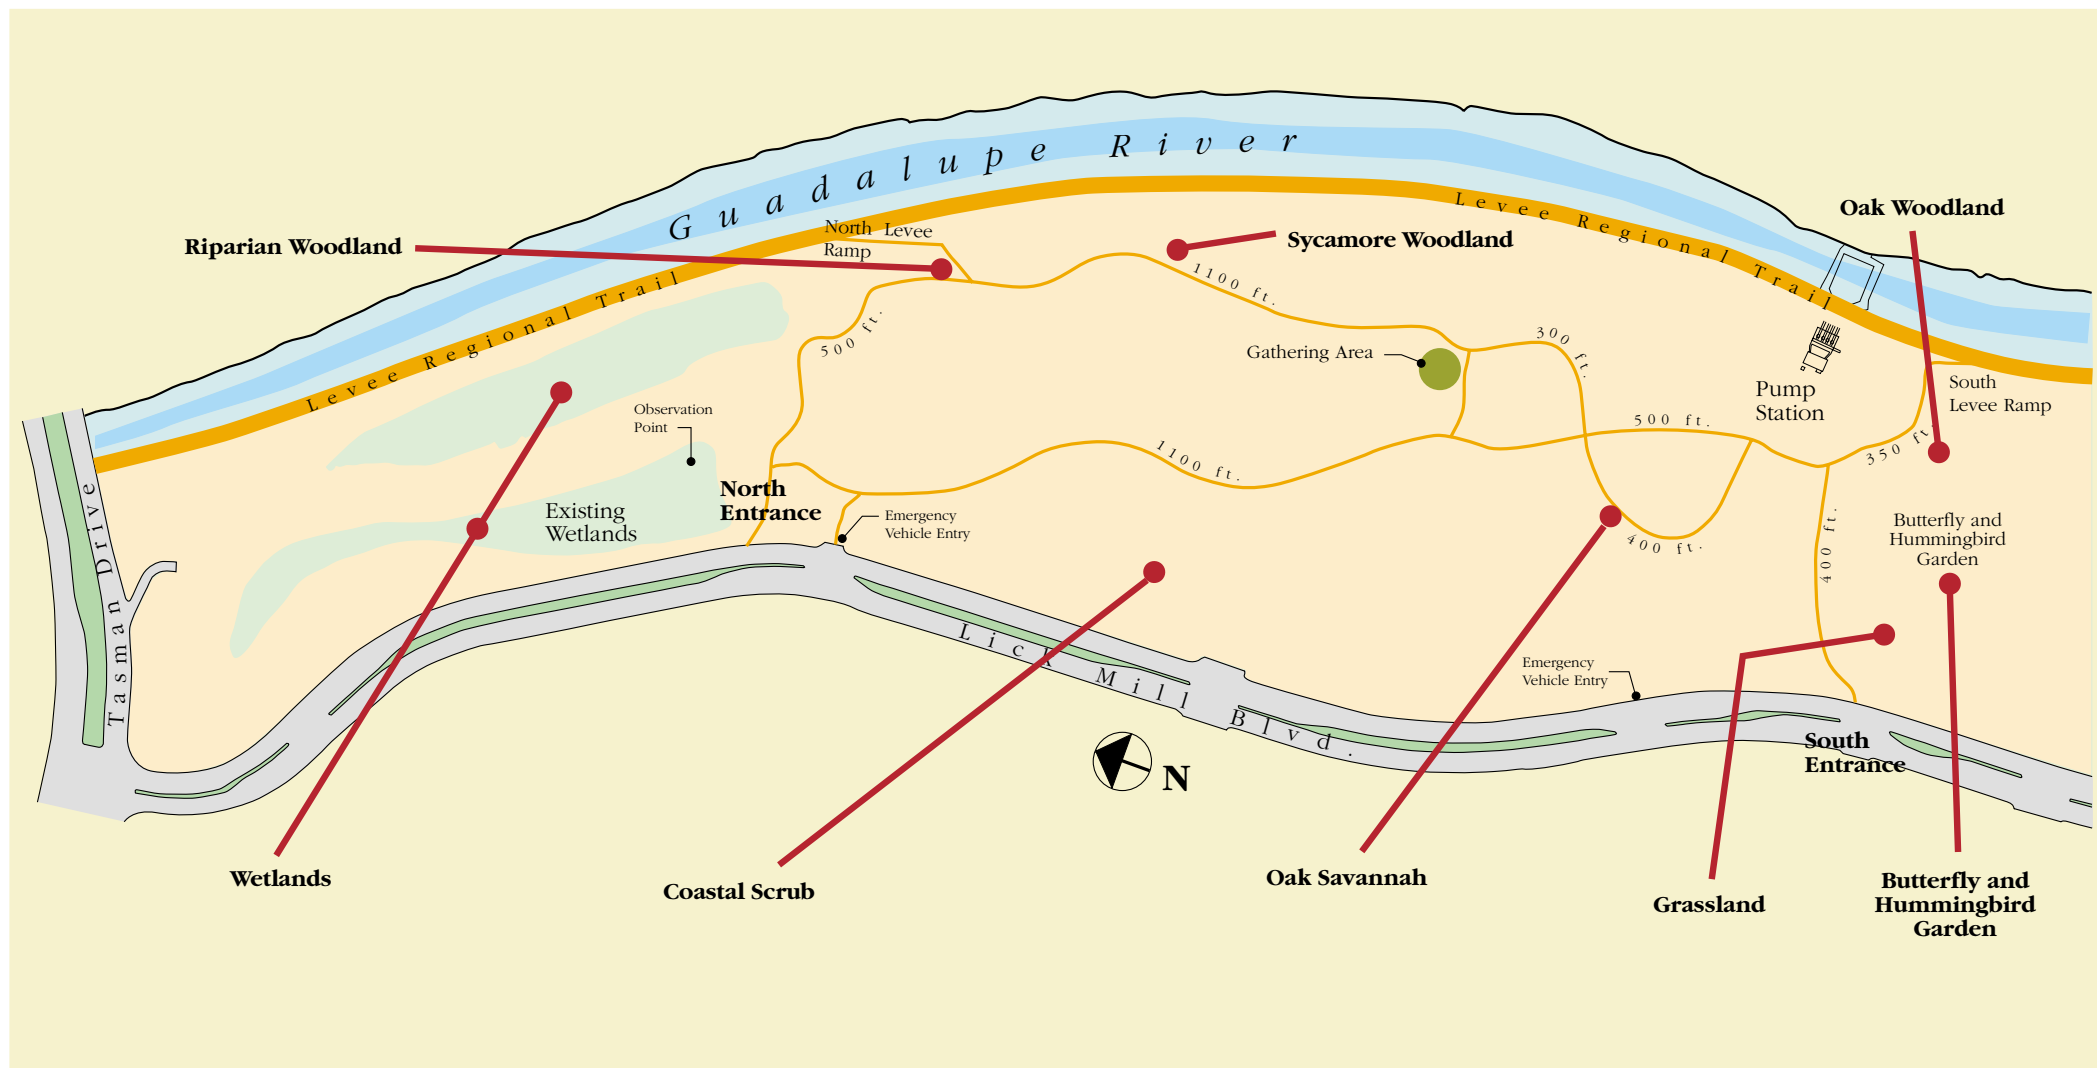 Guadalupe River
Levee Regional Trail
Oak Woodland
Riparian Woodland
North Levee
Ramp
Sycamore Woodland
1100 ft.
Levee Regional Trail
500 ft.
Gathering Area
300 ft.
Pump
Station
South
Levee Ramp
Observation
Point
500 ft.
350 ft.
1100 ft.
Existing
Wetlands
North
Entrance
Emergency
Vehicle Entry
400 ft.
400 ft.
Butterfly and
Hummingbird
Garden
Tasman Drive
Lick Mill Blvd.
Emergency
Vehicle Entry
South
Entrance
N
Wetlands
Coastal Scrub
Oak Savannah
Grassland
Butterfly and
Hummingbird
Garden